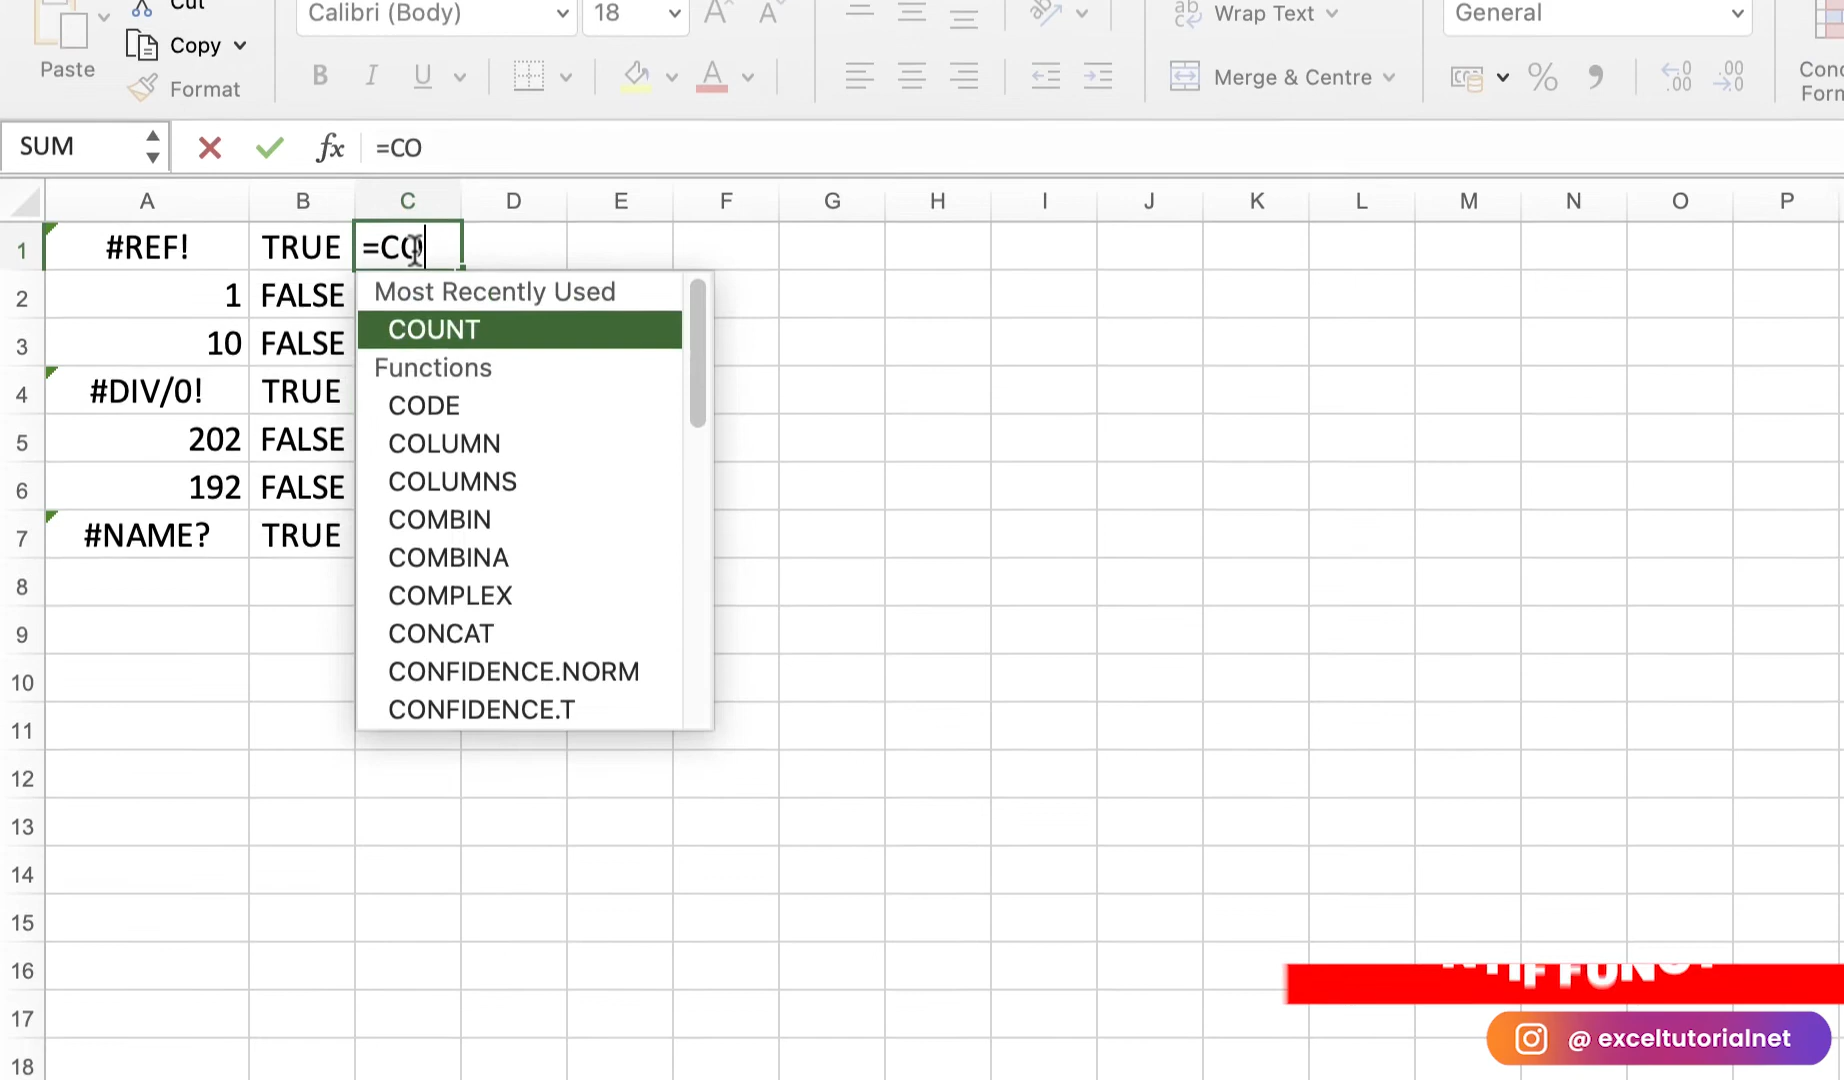 Cut
Calibri (Body) 18 Wrap Text General
Copy
Paste
B I U Merge & Centre % .00
Format
SUM fx =CO
A B C D E F G H I J K L M N O P
1 #REF! TRUE =CO
2 1 FALSE
3 10 FALSE
4 #DIV/0! TRUE
5 202 FALSE
6 192 FALSE
7 #NAME? TRUE
8
9
10
11
12
13
14
15
16
17
18
Most Recently Used
COUNT
Functions
CODE
COLUMN
COLUMNS
COMBIN
COMBINA
COMPLEX
CONCAT
CONFIDENCE.NORM
CONFIDENCE.T
@ exceltutorialnet